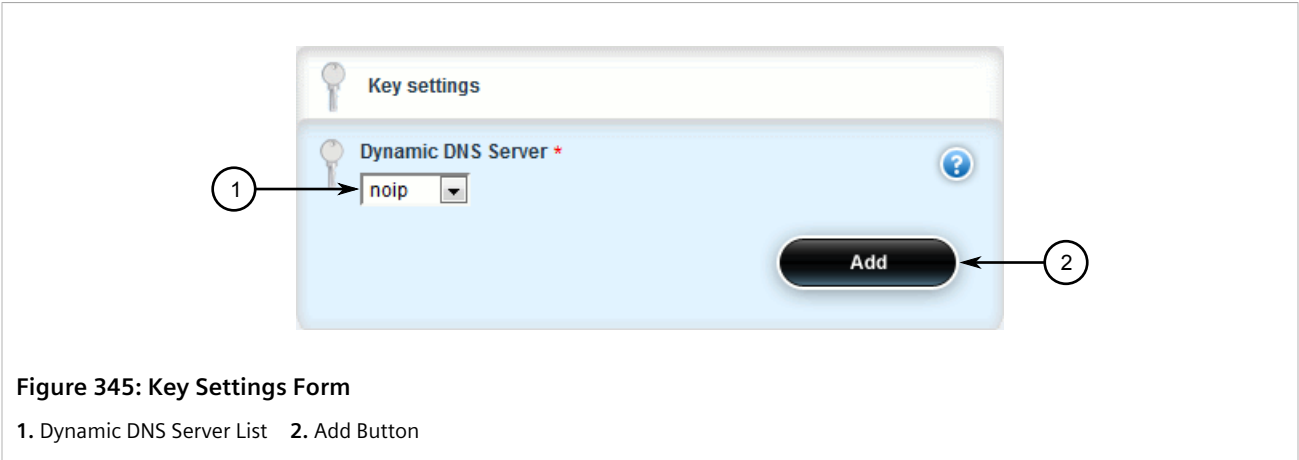 Key settings
Dynamic DNS Server *
?
1
noip
Add
2
Figure 345: Key Settings Form
1. Dynamic DNS Server List 2. Add Button